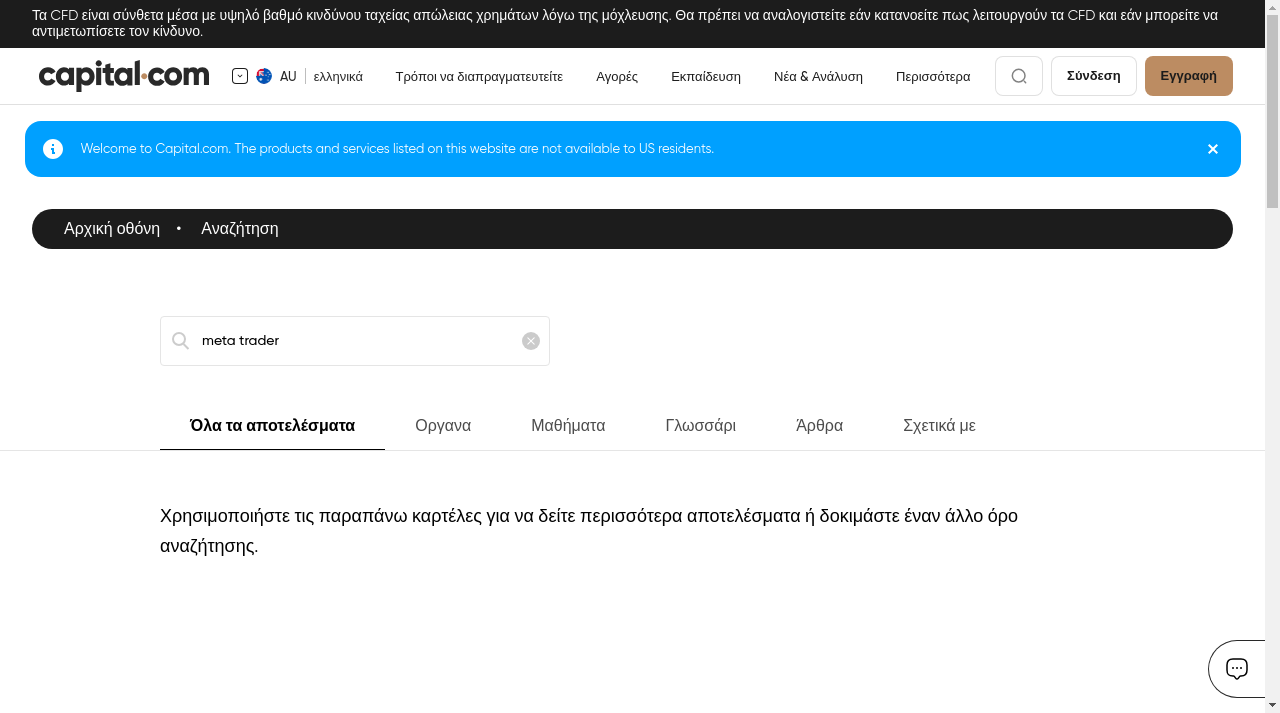 Τα CFD είναι σύνθετα μέσα με υψηλό βαθμό κινδύνου ταχείας απώλειας χρημάτων λόγω της μόχλευσης. Θα πρέπει να αναλογιστείτε εάν κατανοείτε πως λειτουργούν τα CFD και εάν μπορείτε να
αντιμετωπίσετε τον κίνδυνο.
capital.com
AU ελληνικά Τρόποι να διαπραγματευτείτε Αγορές Εκπαίδευση Νέα & Ανάλυση Περισσότερα Σύνδεση Εγγραφή
Welcome to Capital.com. The products and services listed on this website are not available to US residents.
Αρχική οθόνη • Αναζήτηση
meta trader
Όλα τα αποτελέσματα Οργανα Μαθήματα Γλωσσάρι Άρθρα Σχετικά με
Χρησιμοποιήστε τις παραπάνω καρτέλες για να δείτε περισσότερα αποτελέσματα ή δοκιμάστε έναν άλλο όρο
αναζήτησης.